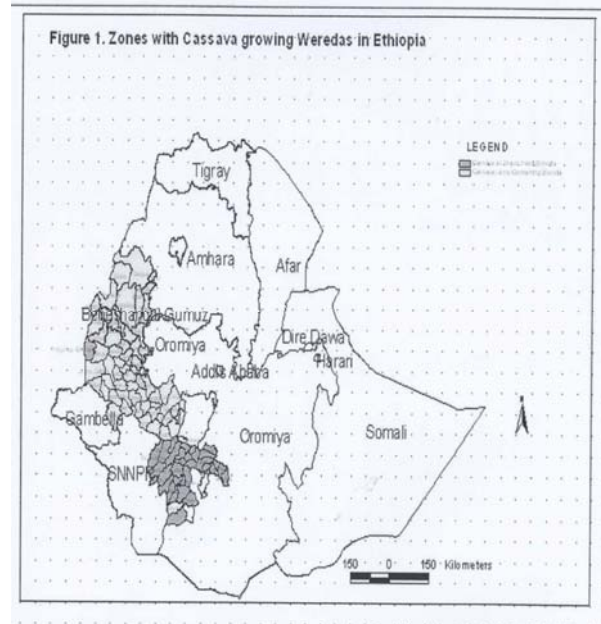 Figure 1. Zones with Cassava growing Weredas in Ethiopia
LEGEND
Tigray
Amhara
Afar
Gumuz
Dire Dawa
Oromiya
Harari
Addis Ababa
Gambella
Oromiya
Somali
SNNPR
150 0 150 Kilometers